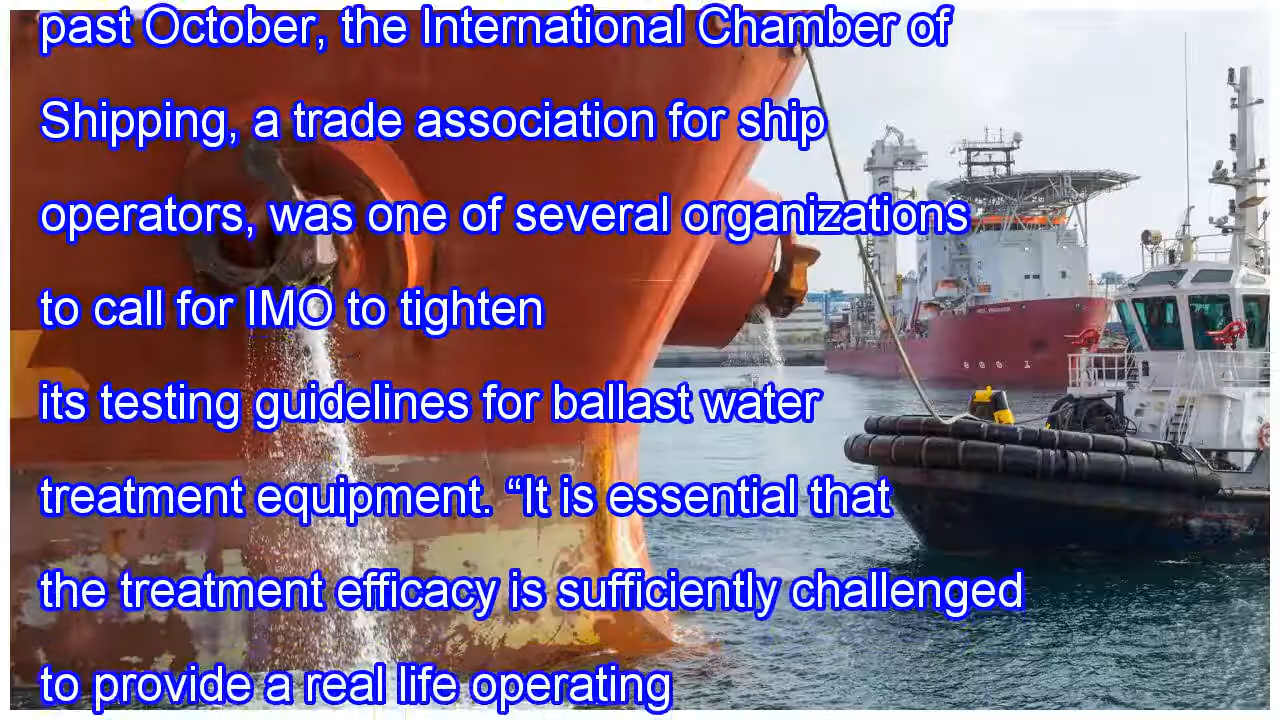 past October, the International Chamber of
Shipping, a trade association for ship
operators, was one of several organizations
to call for IMO to tighten
its testing guidelines for ballast water
treatment equipment. “It is essential that
the treatment efficacy is sufficiently challenged
to provide a real life operating